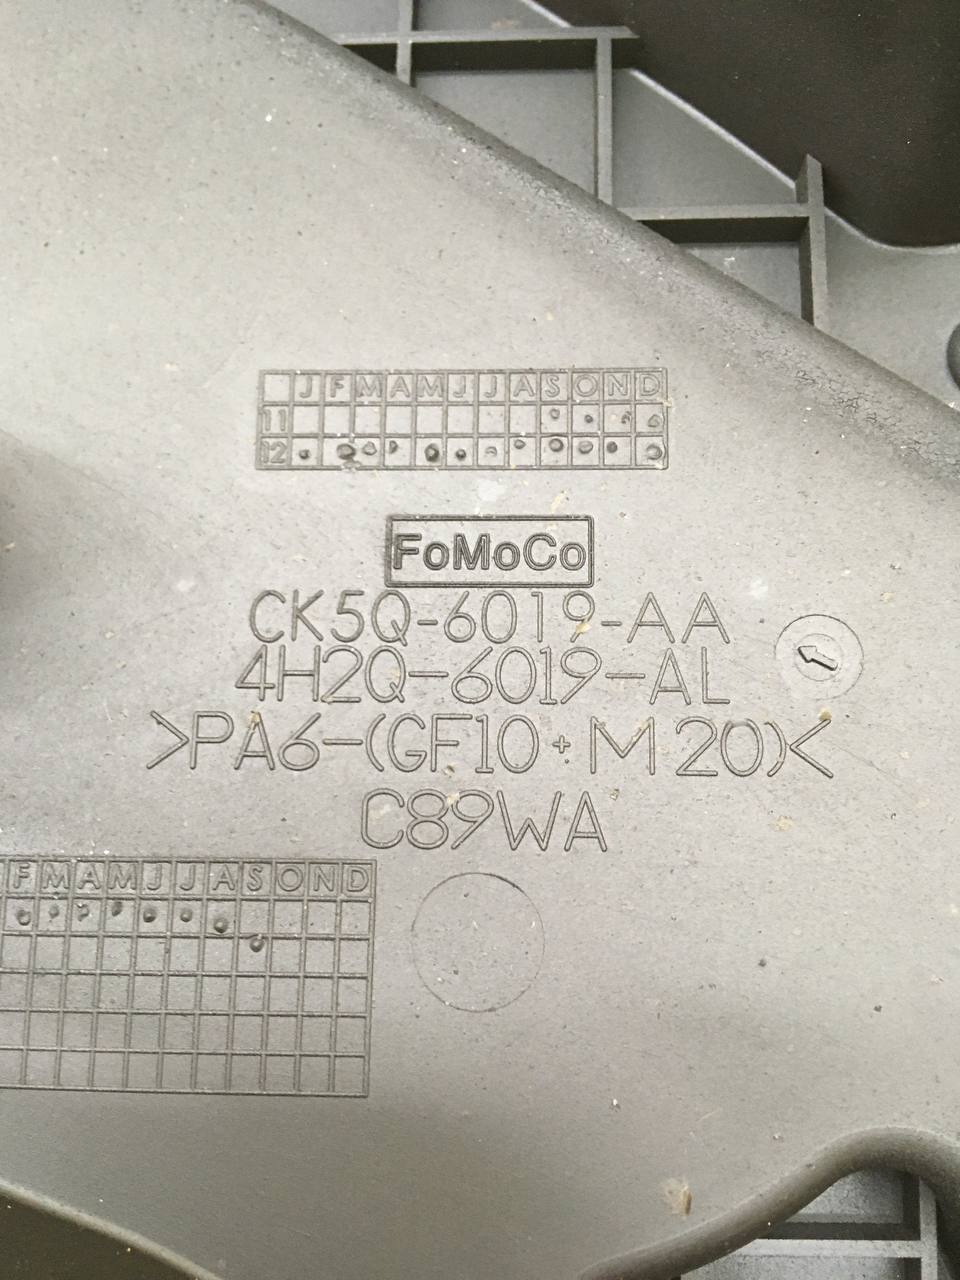 J F M A M J J A S O N D
11
12
FoMoCo
CK5Q-6019-AA
4H2Q-6019-AL
>PA6-(GF10+M20)<
C89WA
F M A M J J A S O N D